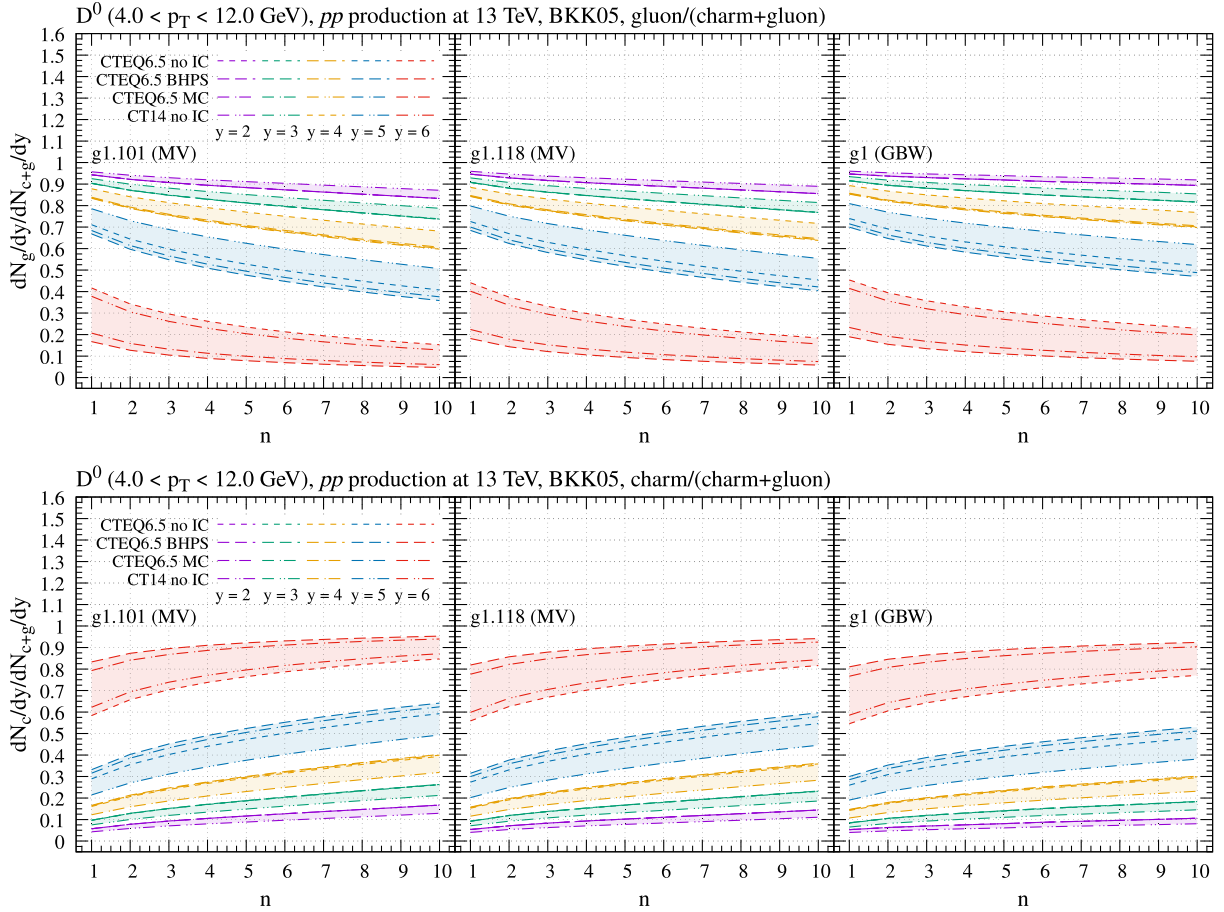 D⁰ (4.0 < p_T < 12.0 GeV), pp production at 13 TeV, BKK05, gluon/(charm+gluon)
dN_g/dy/dN_{c+g}/dy
1.6
1.5
1.4
1.3
1.2
1.1
1
0.9
0.8
0.7
0.6
0.5
0.4
0.3
0.2
0.1
0
CTEQ6.5 no IC
CTEQ6.5 BHPS
CTEQ6.5 MC
CT14 no IC
y = 2 y = 3 y = 4 y = 5 y = 6
g1.101 (MV) g1.118 (MV) g1 (GBW)
1 2 3 4 5 6 7 8 9 10 1 2 3 4 5 6 7 8 9 10 1 2 3 4 5 6 7 8 9 10
n n n
D⁰ (4.0 < p_T < 12.0 GeV), pp production at 13 TeV, BKK05, charm/(charm+gluon)
dN_c/dy/dN_{c+g}/dy
1.6
1.5
1.4
1.3
1.2
1.1
1
0.9
0.8
0.7
0.6
0.5
0.4
0.3
0.2
0.1
0
CTEQ6.5 no IC
CTEQ6.5 BHPS
CTEQ6.5 MC
CT14 no IC
y = 2 y = 3 y = 4 y = 5 y = 6
g1.101 (MV) g1.118 (MV) g1 (GBW)
1 2 3 4 5 6 7 8 9 10 1 2 3 4 5 6 7 8 9 10 1 2 3 4 5 6 7 8 9 10
n n n